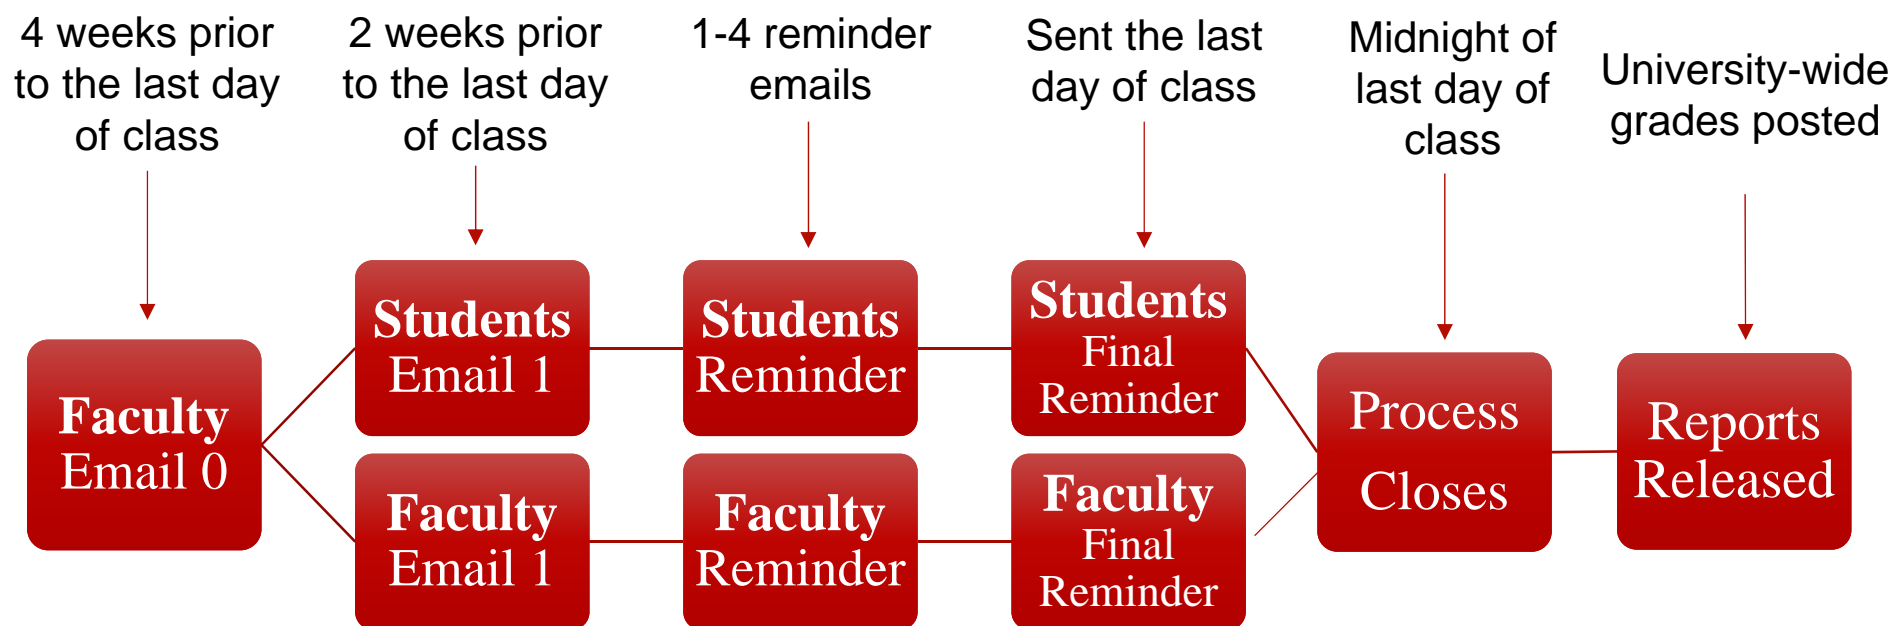 4 weeks prior
to the last day
of class
2 weeks prior
to the last day
of class
1-4 reminder
emails
Sent the last
day of class
Midnight of
last day of
class
University-wide
grades posted
Faculty
Email 0
Students
Email 1
Students
Reminder
Students
Final
Reminder
Faculty
Email 1
Faculty
Reminder
Faculty
Final
Reminder
Process
Closes
Reports
Released